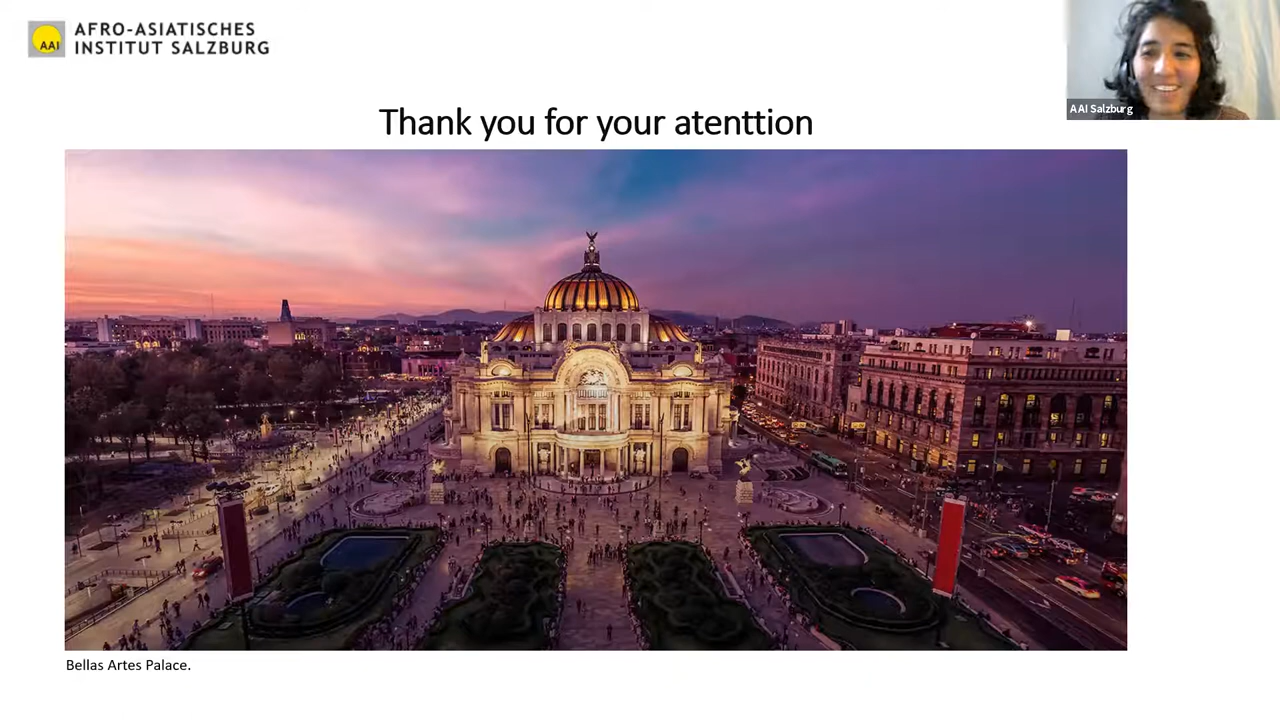 AFRO-ASIATISCHES
INSTITUT SALZBURG
AAI
AAI Salzburg
Thank you for your atenttion
Bellas Artes Palace.